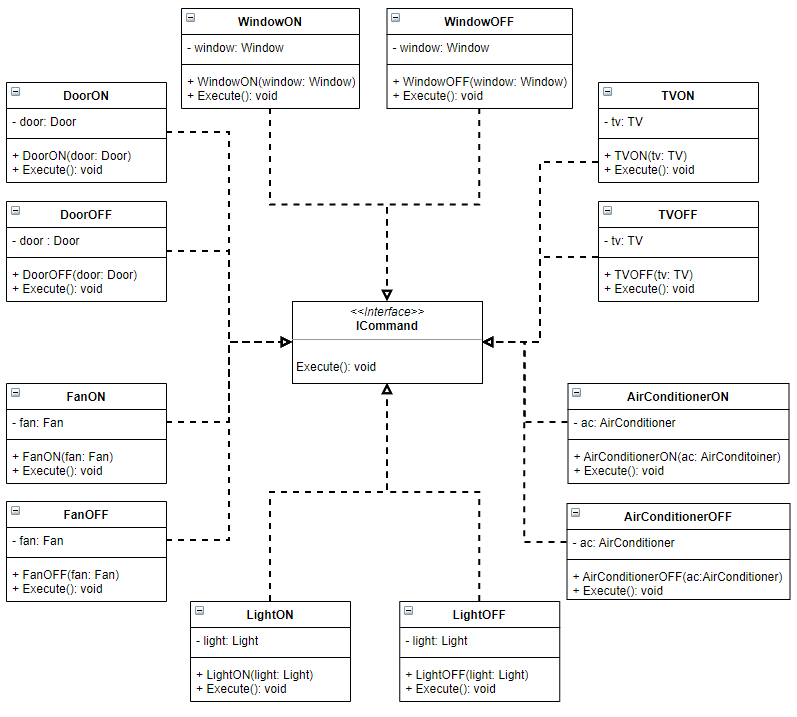 WindowON
- window: Window
+ WindowON(window: Window)
+ Execute(): void
WindowOFF
- window: Window
+ WindowOFF(window: Window)
+ Execute(): void
DoorON
- door: Door
+ DoorON(door: Door)
+ Execute(): void
TVON
- tv: TV
+ TVON(tv: TV)
+ Execute(): void
DoorOFF
- door : Door
+ DoorOFF(door: Door)
+ Execute(): void
TVOFF
- tv: TV
+ TVOFF(tv: TV)
+ Execute(): void
<<Interface>>
ICommand
Execute(): void
FanON
- fan: Fan
+ FanON(fan: Fan)
+ Execute(): void
AirConditionerON
- ac: AirConditioner
+ AirConditionerON(ac: AirConditoiner)
+ Execute(): void
FanOFF
- fan: Fan
+ FanOFF(fan: Fan)
+ Execute(): void
AirConditionerOFF
- ac: AirConditioner
+ AirConditionerOFF(ac:AirConditioner)
+ Execute(): void
LightON
- light: Light
+ LightON(light: Light)
+ Execute(): void
LightOFF
- light: Light
+ LightOFF(light: Light)
+ Execute(): void